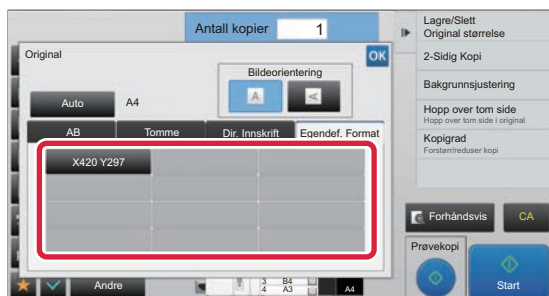 Antall kopier 1
Original
OK
Bildeorientering
A
A
Auto
A4
AB
Tomme
Dir. Innskrift
Egendef. Format
X420 Y297
Andre
3 B4
4 A3
A4
Lagre/Slett
Original størrelse
2-Sidig Kopi
Bakgrunnsjustering
Hopp over tom side
Hopp over tom side i original
Kopigrad
Forstørr/reduser kopi
Forhåndsvis
CA
Prøvekopi
Start